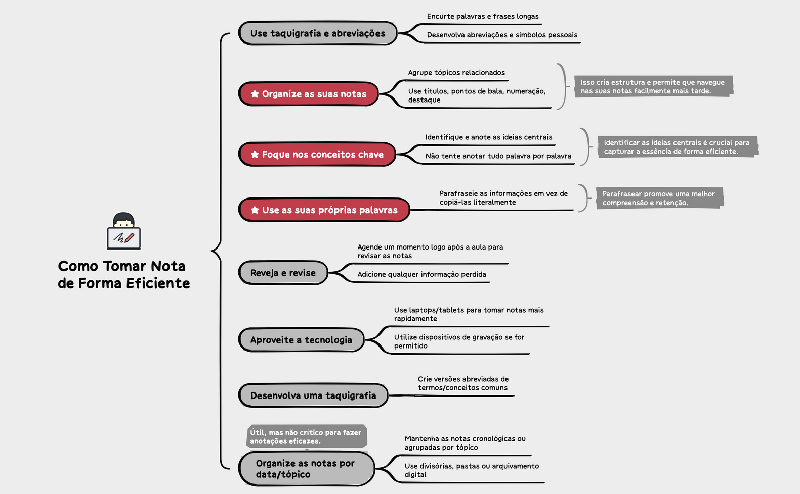 Como Tomar Nota
de Forma Eficiente
Use taquigrafia e abreviações
Encurte palavras e frases longas
Desenvolva abreviações e símbolos pessoais
Organize as suas notas
Agrupe tópicos relacionados
Use títulos, pontos de bala, numeração,
destaque
Isso cria estrutura e permite que navegue
nas suas notas facilmente mais tarde.
Foque nos conceitos chave
Identifique e anote as ideias centrais
Não tente anotar tudo palavra por palavra
Identificar as ideias centrais é crucial para
capturar a essência de forma eficiente.
Use as suas próprias palavras
Parafraseie as informações em vez de
copiá-las literalmente
Parafrasear promove uma melhor
compreensão e retenção.
Reveja e revise
Agende um momento logo após a aula para
revisar as notas
Adicione qualquer informação perdida
Aproveite a tecnologia
Use laptops/tablets para tomar notas mais
rapidamente
Utilize dispositivos de gravação se for
permitido
Desenvolva uma taquigrafia
Crie versões abreviadas de
termos/conceitos comuns
Útil, mas não crítico para fazer
anotações eficazes.
Organize as notas por
data/tópico
Mantenha as notas cronológicas ou
agrupadas por tópico
Use divisórias, pastas ou arquivamento
digital